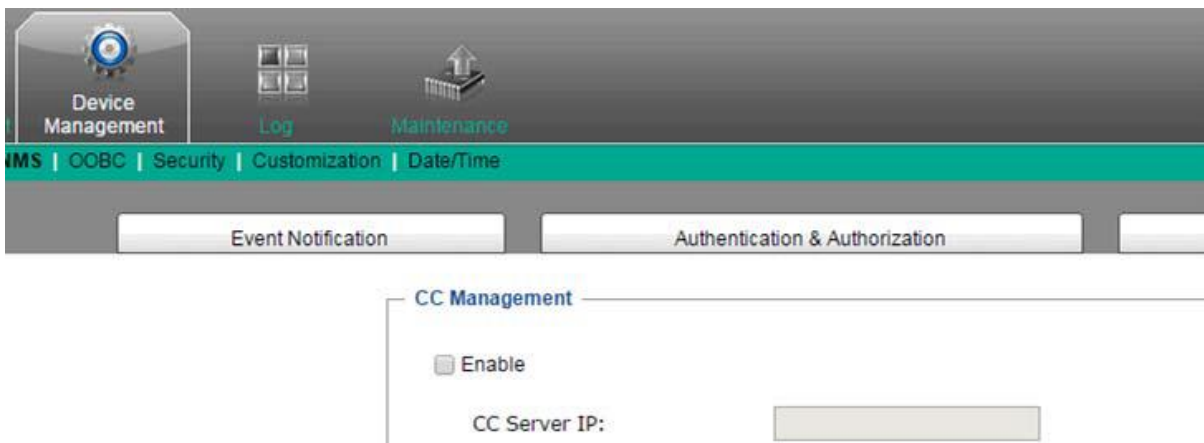 Device
Management
Log
Maintenance
OOBC | Security | Customization | Date/Time
Event Notification
Authentication & Authorization
CC Management
Enable
CC Server IP: